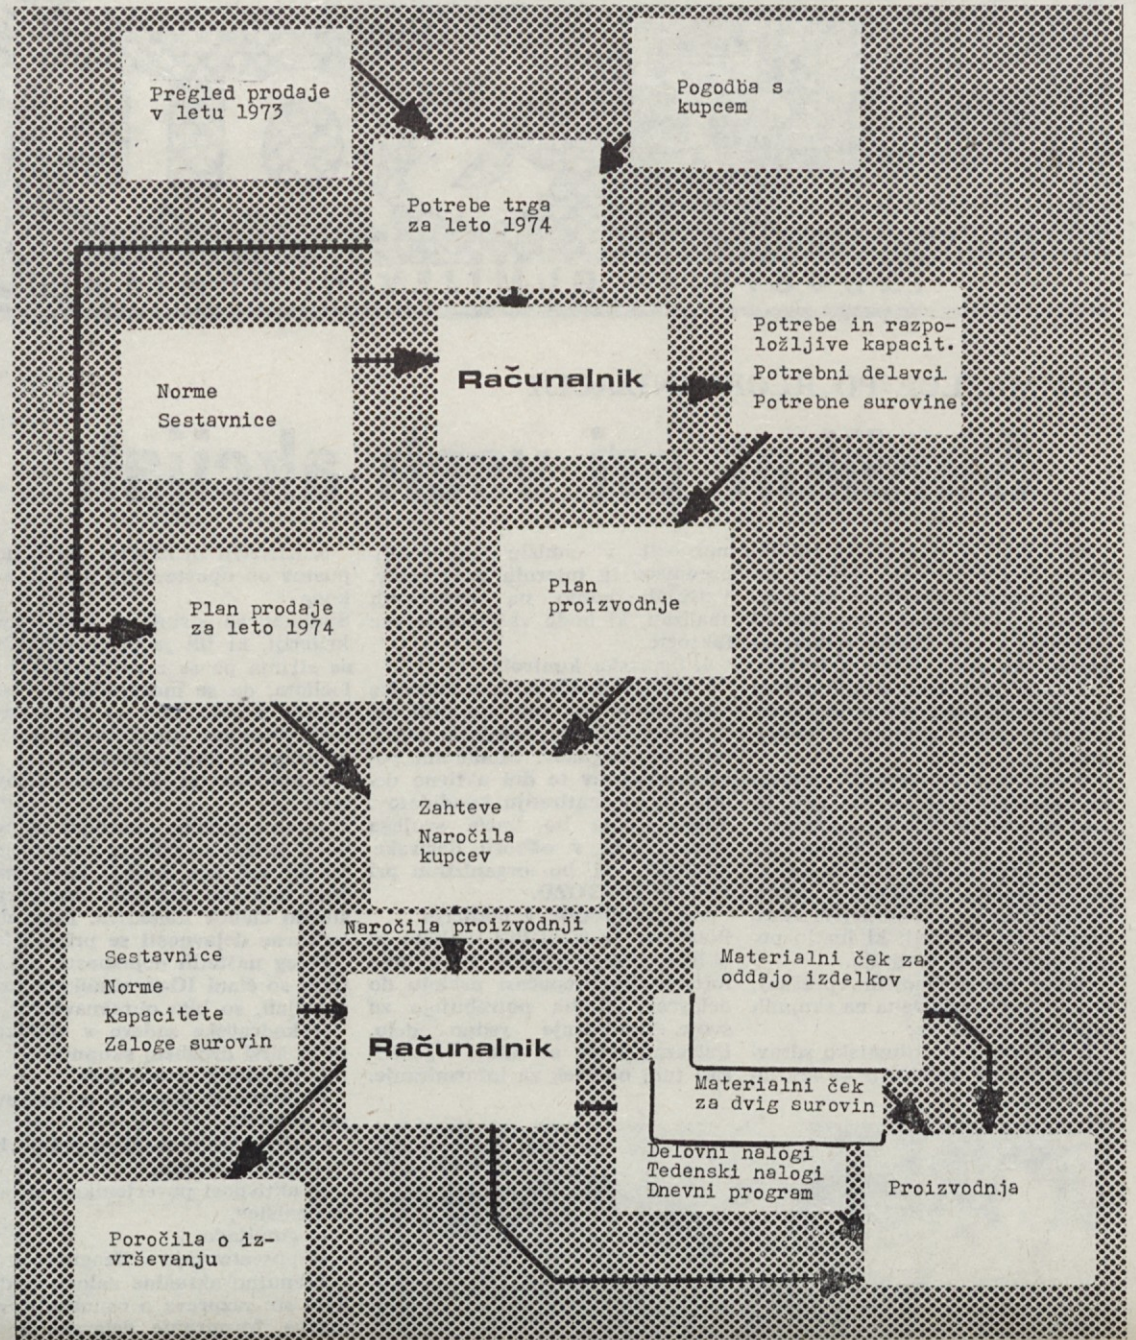 Pregled prodaje
v letu 1973
Pogodba s
kupcem
Potrebe trga
za leto 1974
Norme
Sestavnice
Računalnik
Potrebe in razpo-
ložljive kapacit.
Potrebni delavci
Potrebne surovine
Plan prodaje
za leto 1974
Plan
proizvodnje
Zahteve
Naročila
kupcev
Naročila proizvodnji
Sestavnice
Norme
Kapacitete
Zaloge surovin
Računalnik
Materialni ček za
oddajo izdelkov
Materialni ček
za dvig surovin
Delovni nalogi
Tedenski nalogi
Dnevni program
Proizvodnja
Poročila o iz-
vrševanju